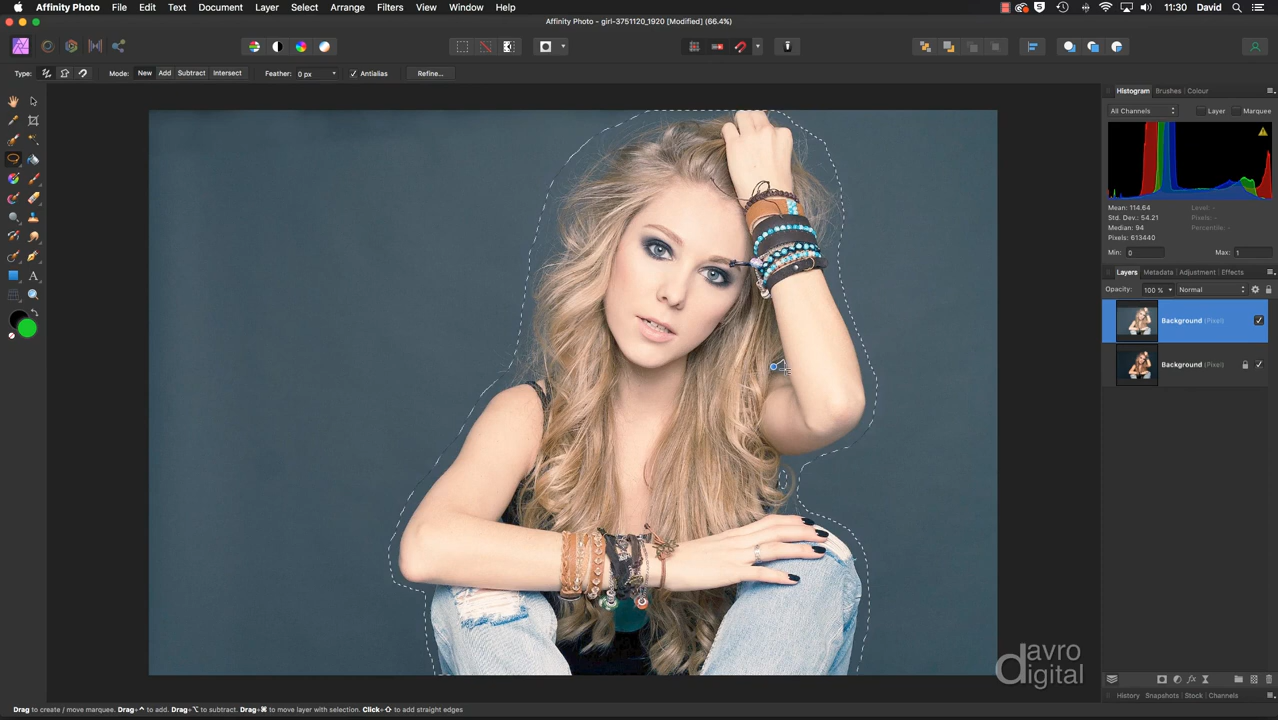 Affinity Photo File Edit Text Document Layer Select Arrange Filters View Window Help 11:30 David
Affinity Photo - girl-3751120_1920 [Modified] (66.4%)
Type: Mode: New Add Subtract Intersect Feather: 0 px Antialias Refine...
Histogram Brushes Colour
All Channels Layer Marquee
Mean: 114.64 Level: -
Std. Dev.: 54.21 Pixels: -
Median: 94 Percentile: -
Pixels: 613440
Min: 0 Max: 1
Layers Metadata Adjustment Effects
Opacity: 100 % Normal
Background (Pixel)
Background (Pixel)
davro
digital
History Snapshots Stock Channels
Drag to create / move marquee. Drag+^ to add. Drag+⌥ to subtract. Drag+⌘ to move layer with selection. Click+⇧ to add straight edges